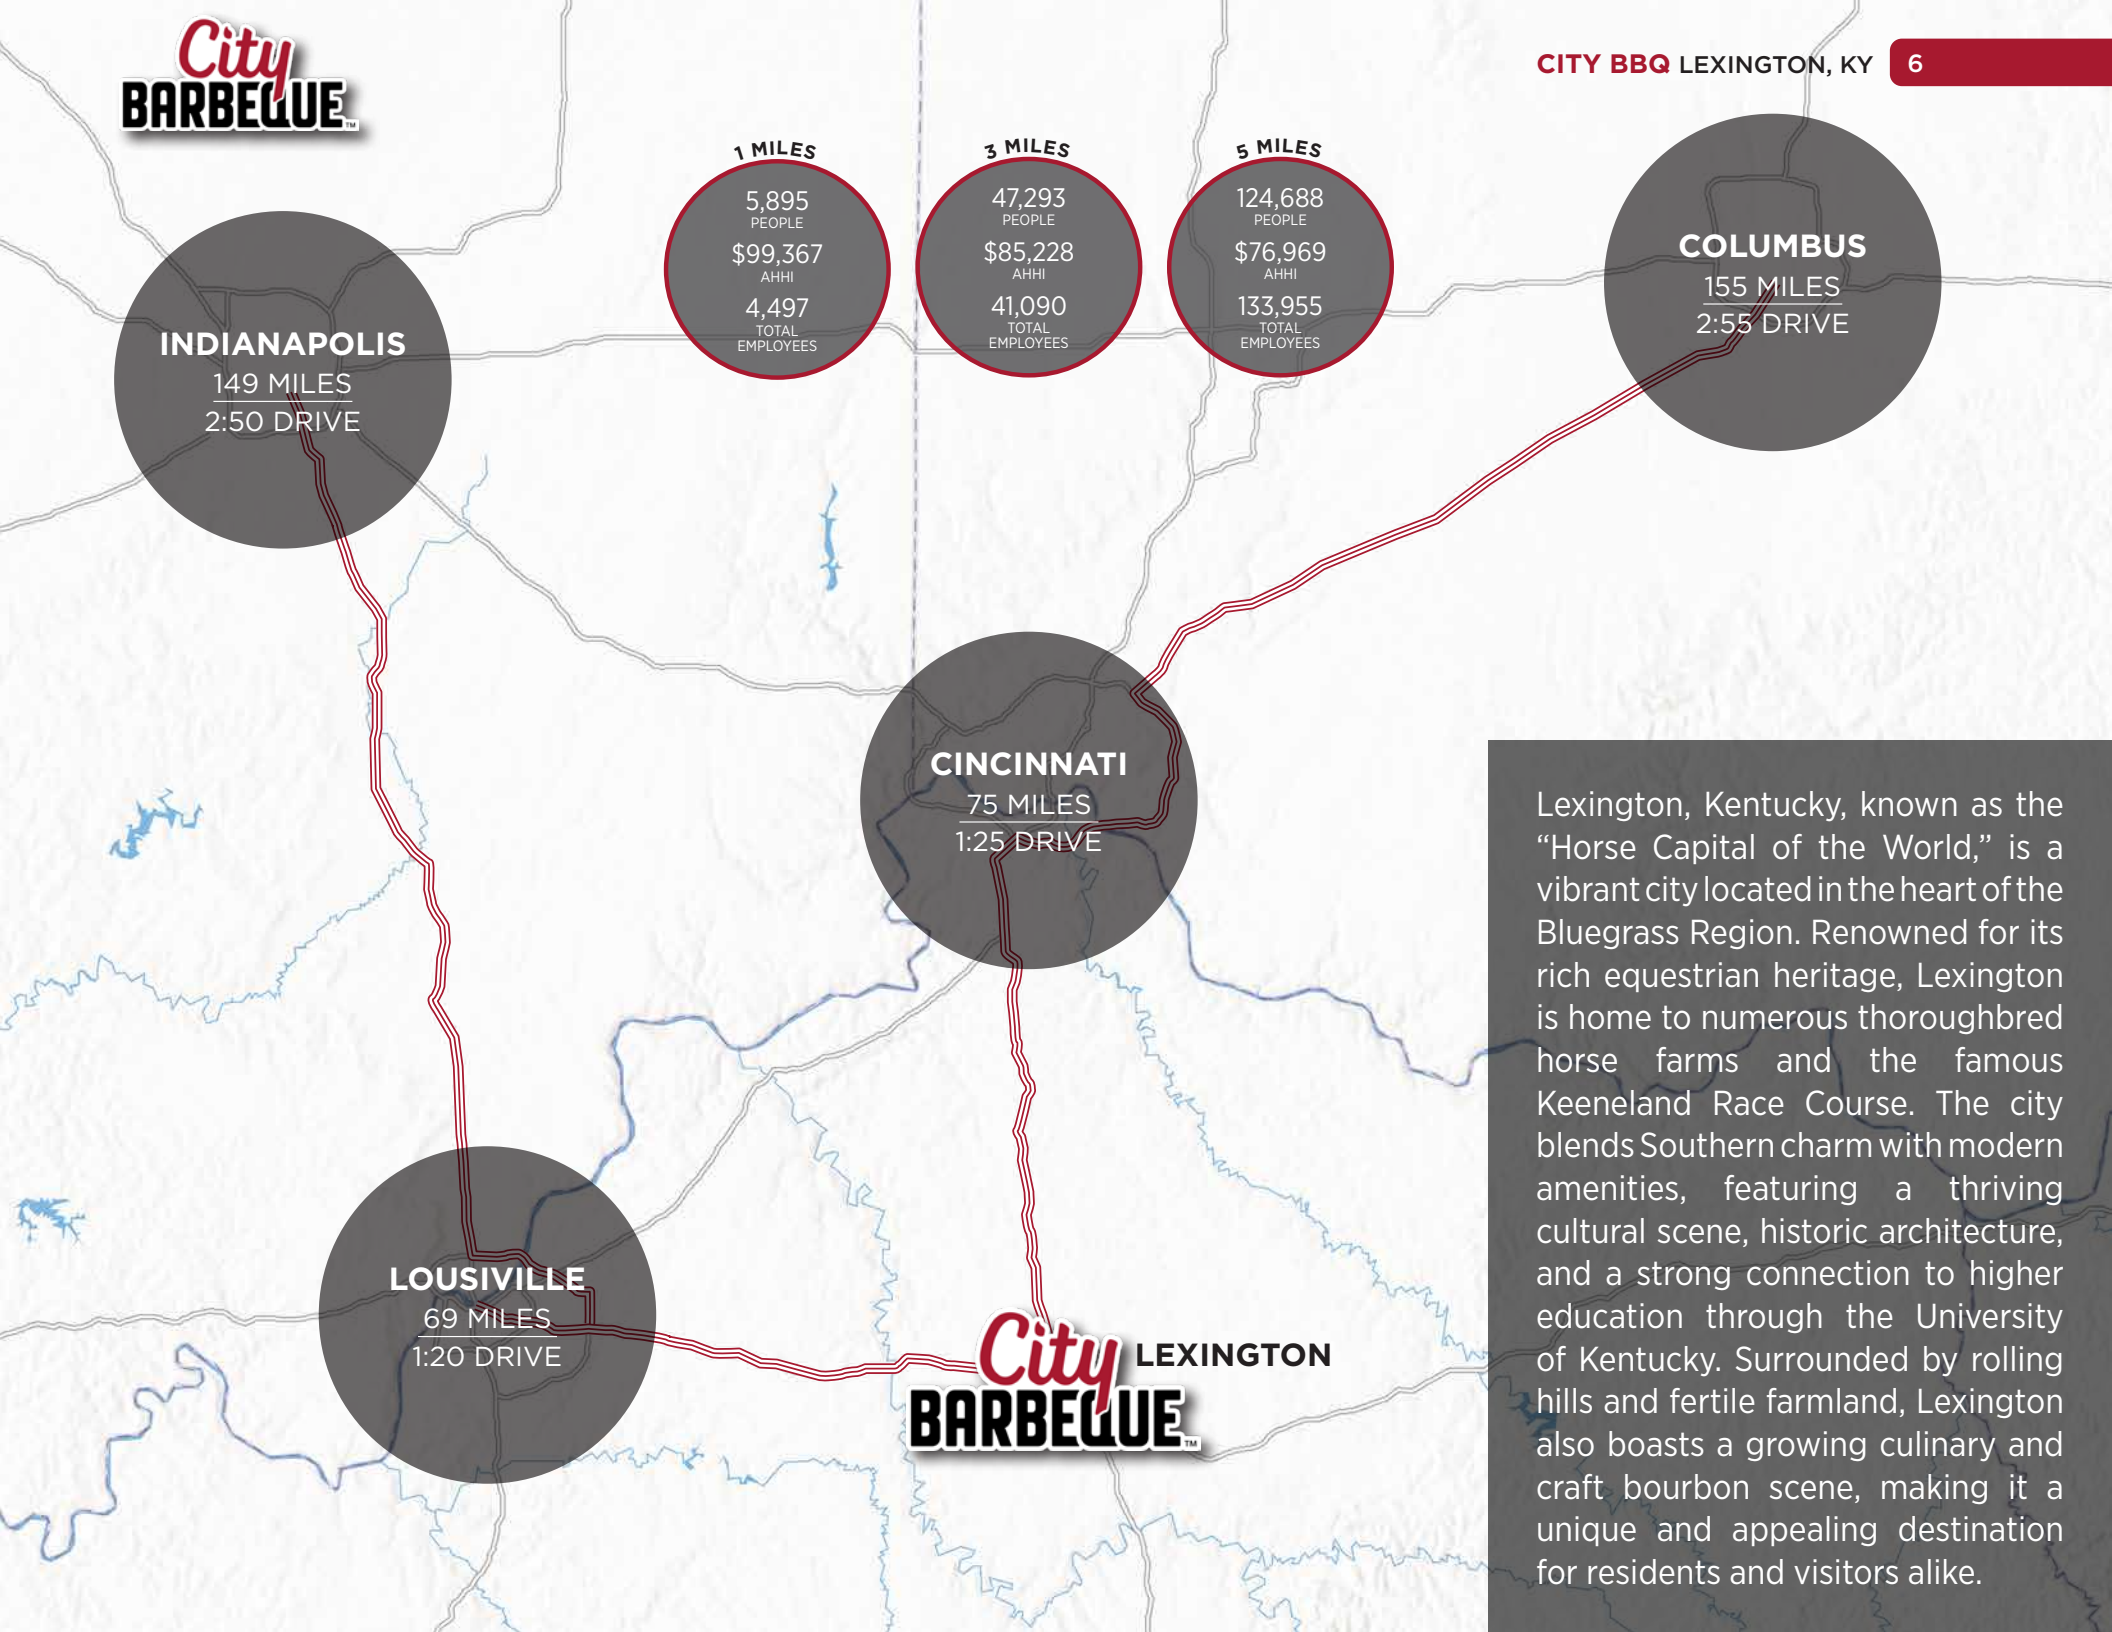 City
BARBEQUE™
CITY BBQ LEXINGTON, KY 6
1 MILES
5,895
PEOPLE
$99,367
AHHI
4,497
TOTAL
EMPLOYEES
3 MILES
47,293
PEOPLE
$85,228
AHHI
41,090
TOTAL
EMPLOYEES
5 MILES
124,688
PEOPLE
$76,969
AHHI
133,955
TOTAL
EMPLOYEES
COLUMBUS
155 MILES
2:55 DRIVE
INDIANAPOLIS
149 MILES
2:50 DRIVE
CINCINNATI
75 MILES
1:25 DRIVE
LOUSIVILLE
69 MILES
1:20 DRIVE
City
BARBEQUE™
LEXINGTON
Lexington, Kentucky, known as the
“Horse Capital of the World,” is a
vibrant city located in the heart of the
Bluegrass Region. Renowned for its
rich equestrian heritage, Lexington
is home to numerous thoroughbred
horse farms and the famous
Keeneland Race Course. The city
blends Southern charm with modern
amenities, featuring a thriving
cultural scene, historic architecture,
and a strong connection to higher
education through the University
of Kentucky. Surrounded by rolling
hills and fertile farmland, Lexington
also boasts a growing culinary and
craft bourbon scene, making it a
unique and appealing destination
for residents and visitors alike.